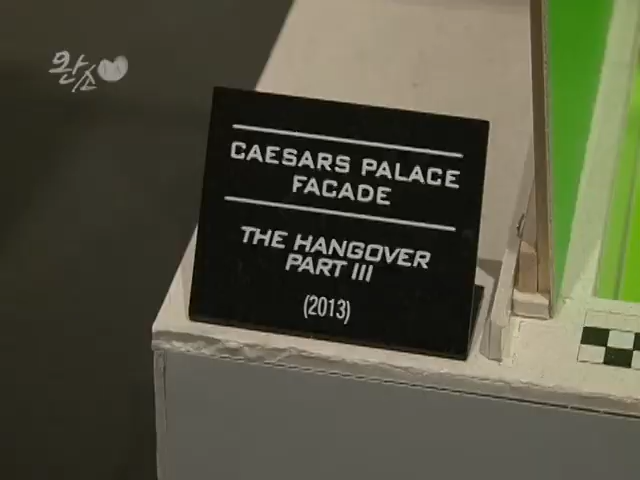 완소
CAESARS PALACE
FACADE
THE HANGOVER
PART III
(2013)